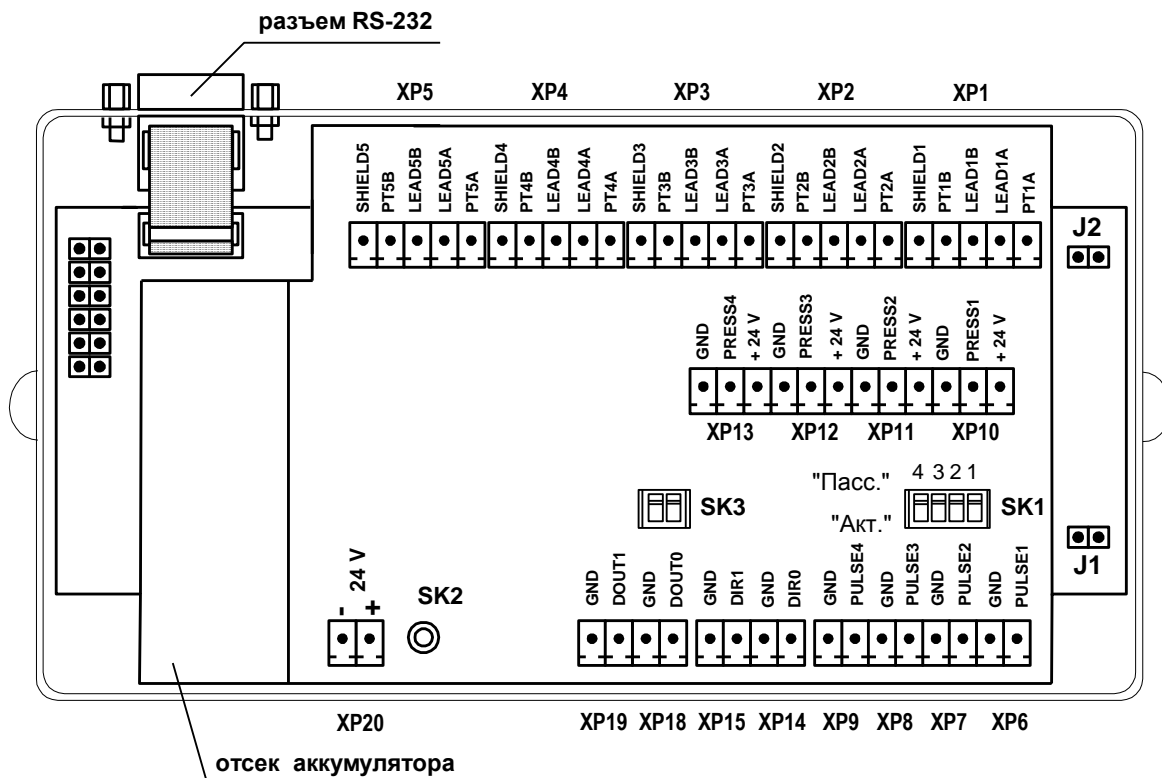 разъем RS-232
XP5 XP4 XP3 XP2 XP1
SHIELD5 PT5B LEAD5B LEAD5A PT5A SHIELD4 PT4B LEAD4B LEAD4A PT4A SHIELD3 PT3B LEAD3B LEAD3A PT3A SHIELD2 PT2B LEAD2B LEAD2A PT2A SHIELD1 PT1B LEAD1B LEAD1A PT1A
J2
GND PRESS4 + 24 V GND PRESS3 + 24 V GND PRESS2 + 24 V GND PRESS1 + 24 V
XP13 XP12 XP11 XP10
"Пасс." 4 3 2 1
SK3 SK1
"Акт."
J1
- + 24 V
SK2
GND DOUT1 GND DOUT0 GND DIR1 GND DIR0 GND PULSE4 GND PULSE3 GND PULSE2 GND PULSE1
XP20 XP19 XP18 XP15 XP14 XP9 XP8 XP7 XP6
отсек аккумулятора